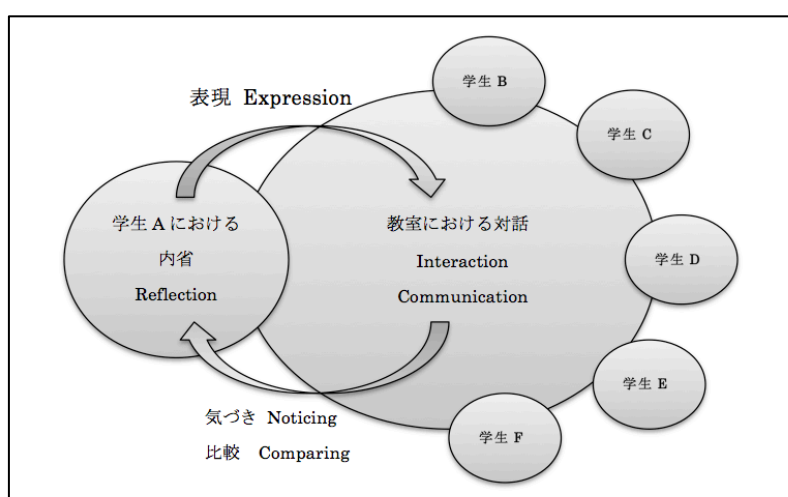 表現 Expression
学生 A における
内省
Reflection
教室における対話
Interaction
Communication
気づき Noticing
比較 Comparing
学生 B
学生 C
学生 D
学生 E
学生 F